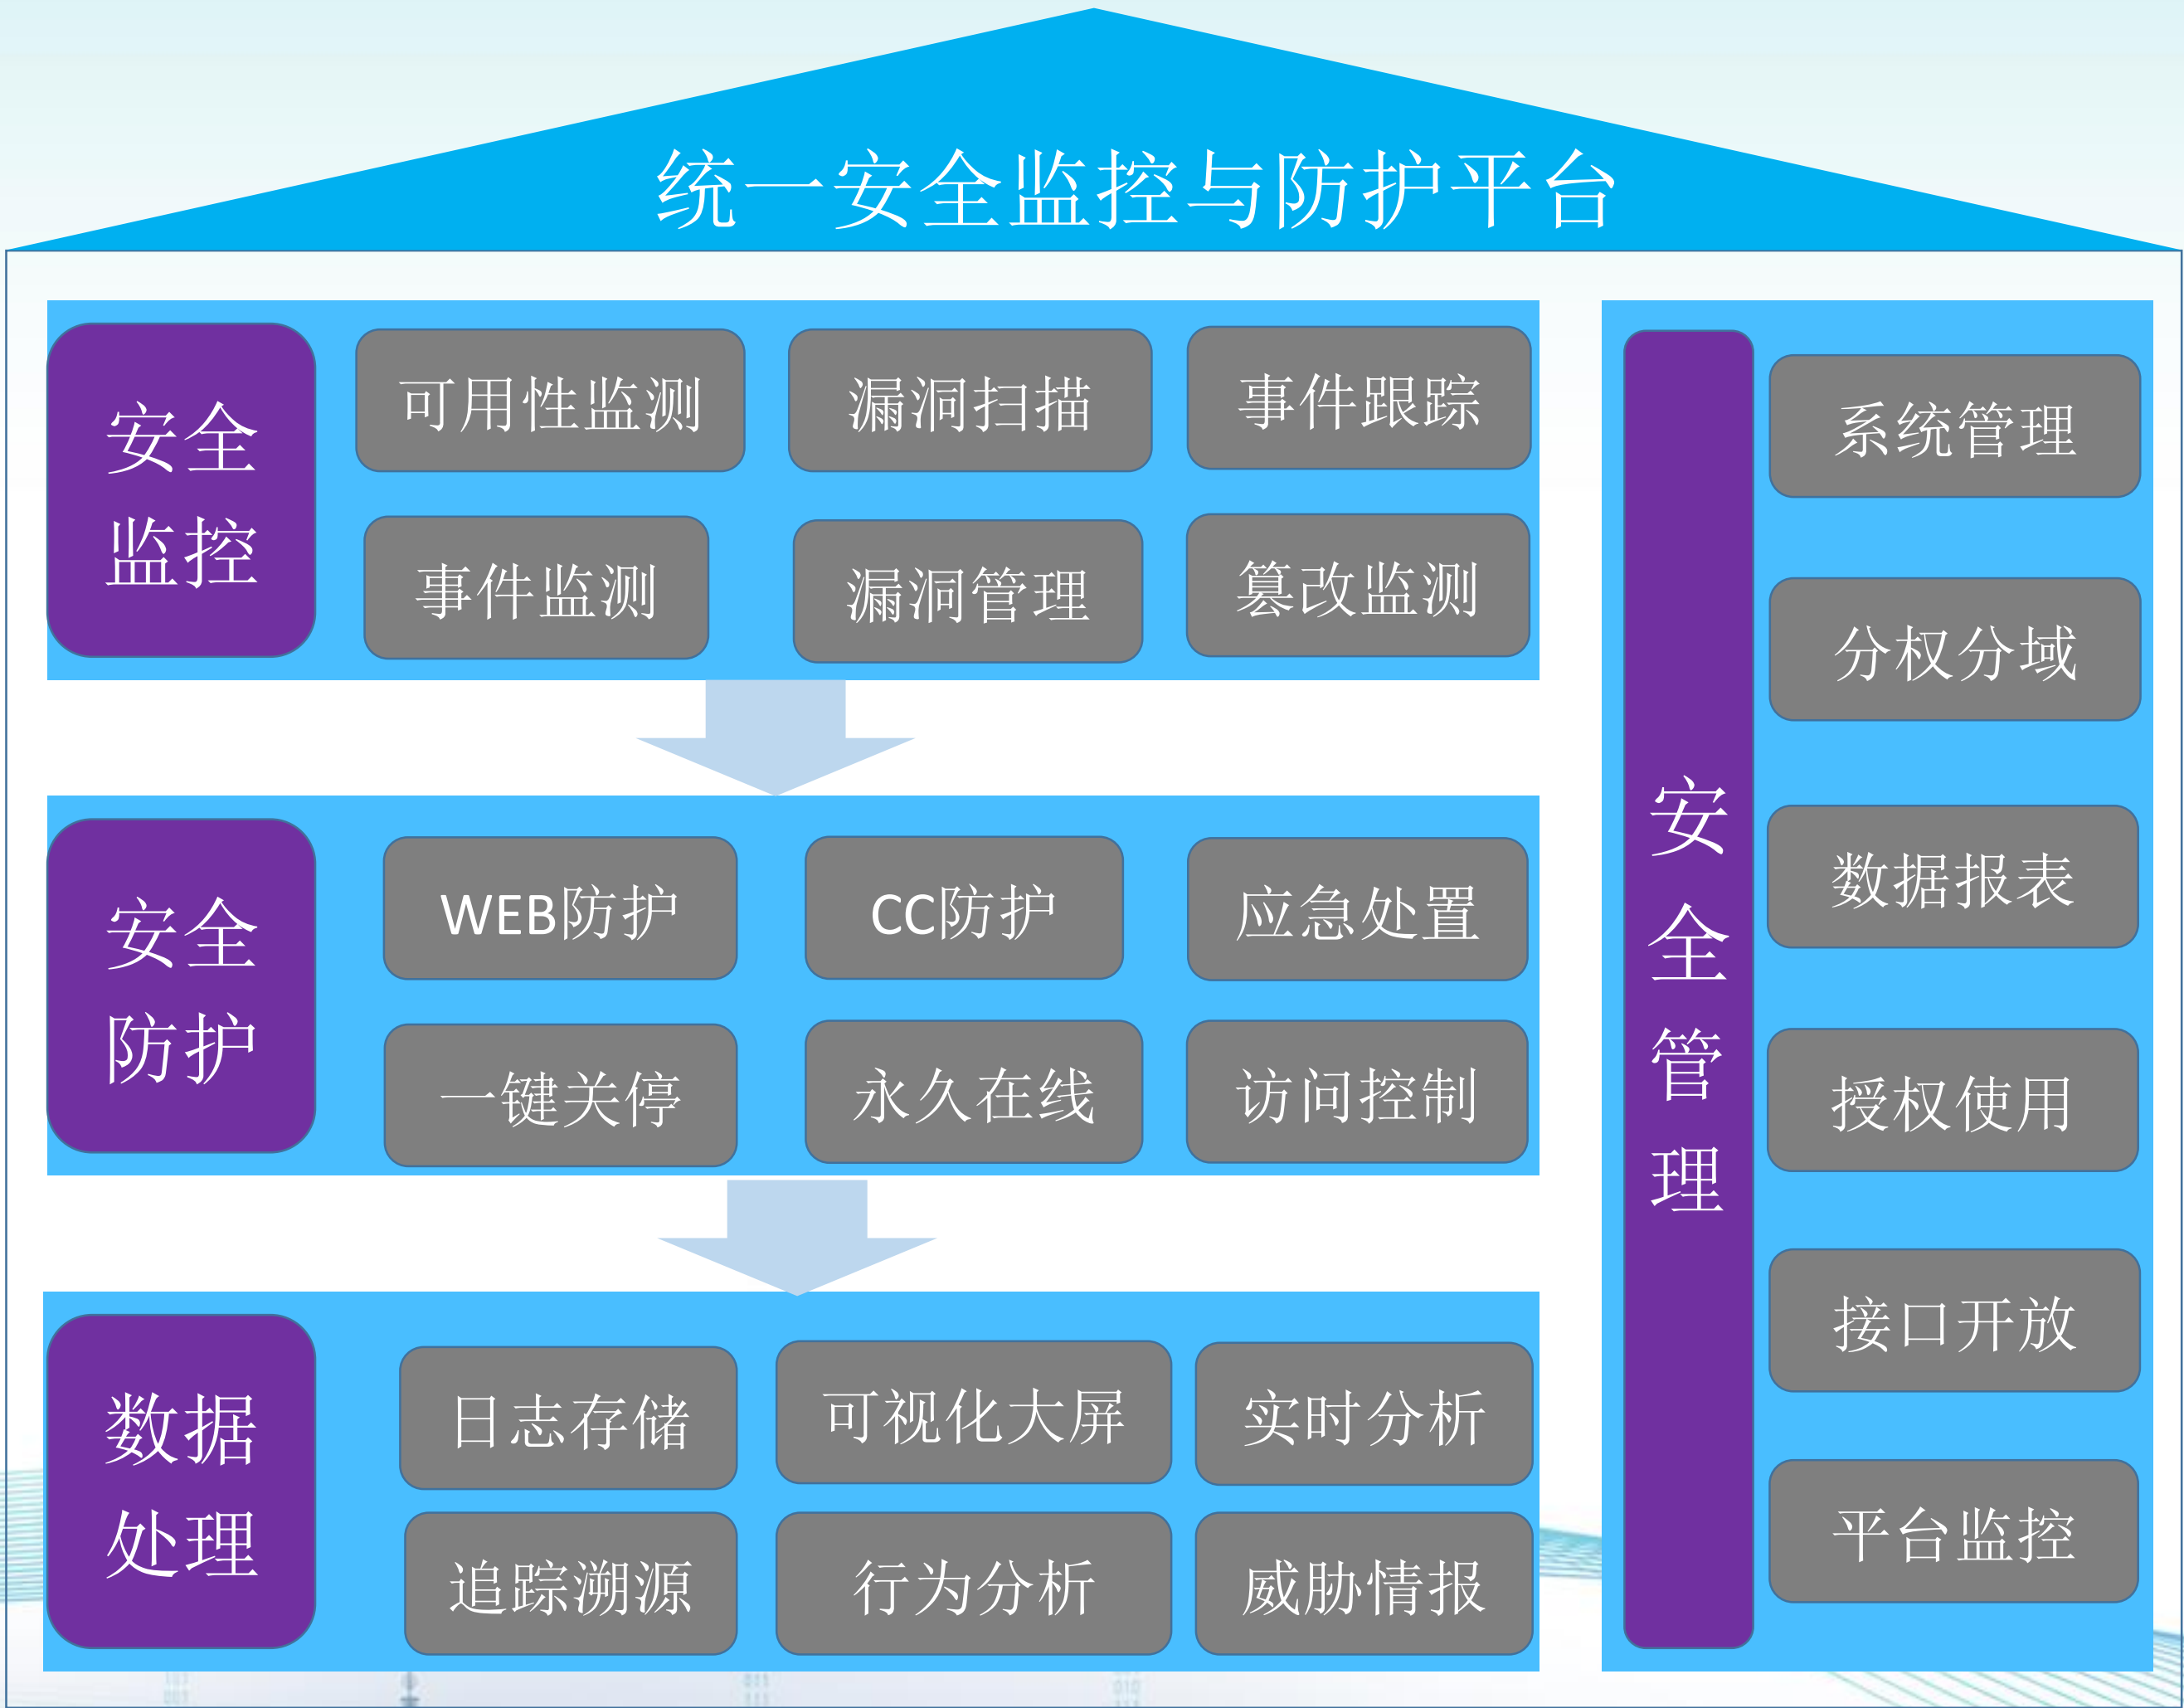 统一安全监控与防护平台
安全
监控
可用性监测
漏洞扫描
事件跟踪
事件监测
漏洞管理
篡改监测
安全
防护
WEB防护
CC防护
应急处置
一键关停
永久在线
访问控制
数据
处理
日志存储
可视化大屏
实时分析
追踪溯源
行为分析
威胁情报
安全管理
系统管理
分权分域
数据报表
授权使用
接口开放
平台监控